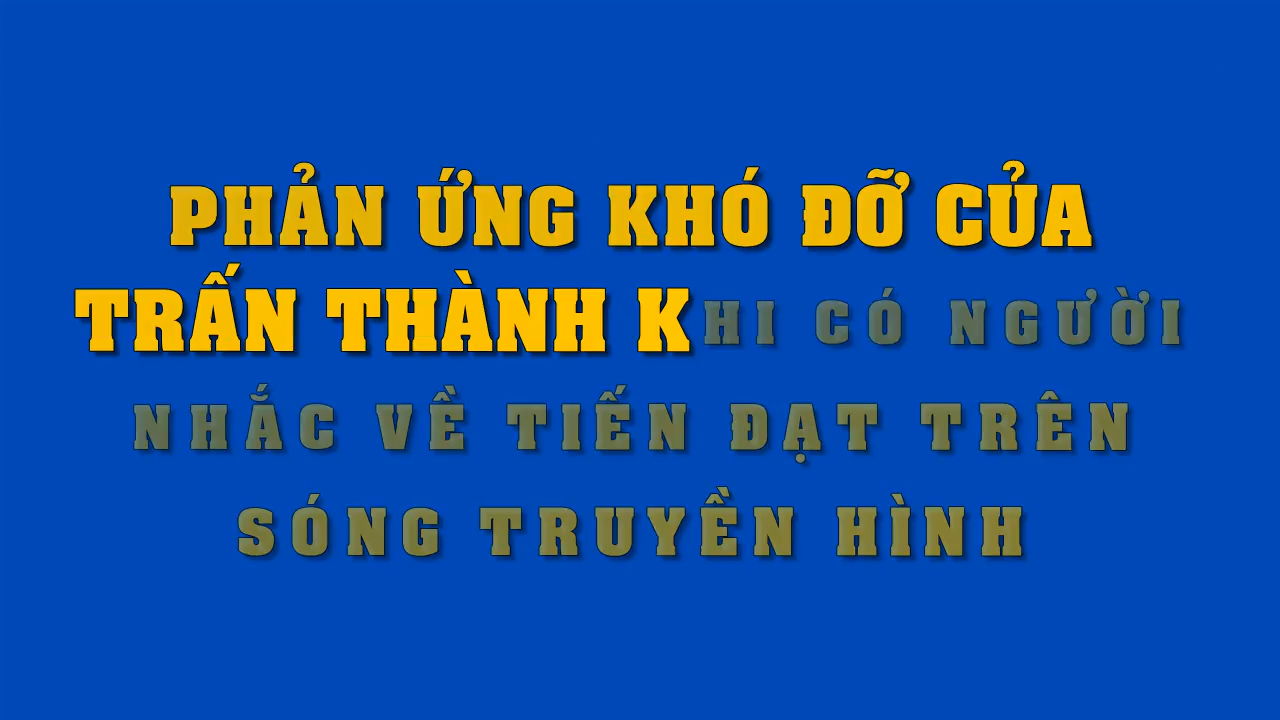 PHẢN ỨNG KHÓ ĐỠ CỦA
TRẤN THÀNH KHI CÓ NGƯỜI
NHẮC VỀ TIẾN ĐẠT TRÊN
SÓNG TRUYỀN HÌNH